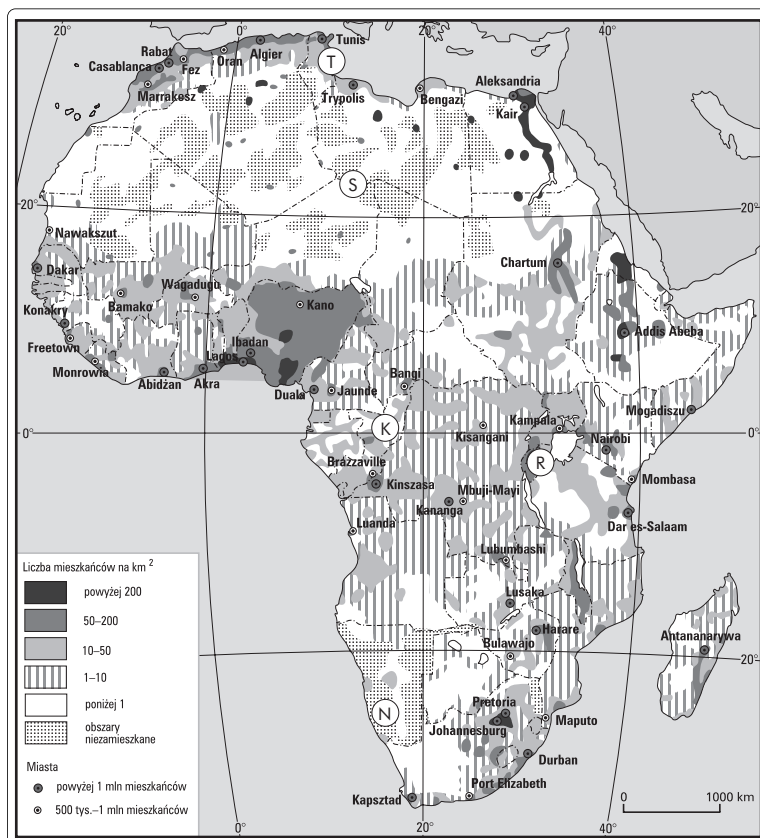 20°
0°
20°
40°
Tunis
Rabat
Algier
Oran
Casablanca
Fez
T
Marrakesz
Trypolis
Bengazi
Aleksandria
Kair
S
20°
20°
Nawakszut
Chartum
Dakar
Wagadugu
Bamako
Kano
Konakry
Addis Abeba
Ibadan
Freetown
Lagos
Monrowia
Bangi
Abidżan
Akra
Duala
Jaunde
Mogadiszu
Kampala
K
0°
0°
Kisangani
Nairobi
R
Brazzaville
Kinszasa
Mbuji-Mayi
Mombasa
Kananga
Dar es-Salaam
Luanda
Lubumbashi
Lusaka
Harare
Antananarywa
Bulawajo
20°
20°
N
Pretoria
Johannesburg
Maputo
Durban
Port Elizabeth
Kapsztad
0°
20°
40°
Liczba mieszkańców na km²
powyżej 200
50–200
10–50
1–10
poniżej 1
obszary
niezamieszkane
Miasta
powyżej 1 mln mieszkańców
500 tys.–1 mln mieszkańców
0
1000 km